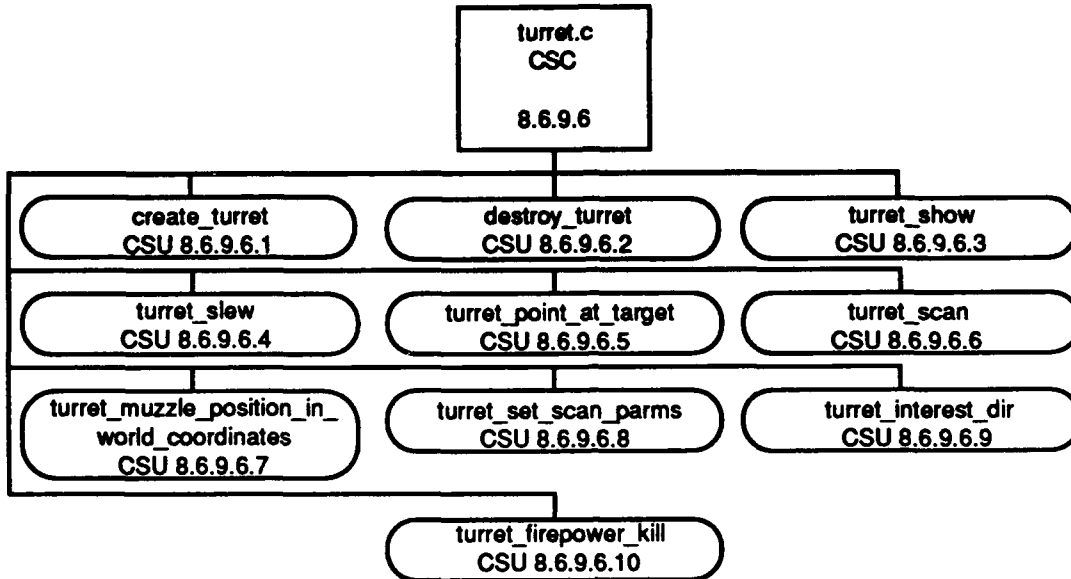 turret.c
CSC
8.6.9.6
create_turret
CSU 8.6.9.6.1
destroy_turret
CSU 8.6.9.6.2
turret_show
CSU 8.6.9.6.3
turret_slew
CSU 8.6.9.6.4
turret_point_at_target
CSU 8.6.9.6.5
turret_scan
CSU 8.6.9.6.6
turret_muzzle_position_in_
world_coordinates
CSU 8.6.9.6.7
turret_set_scan_parms
CSU 8.6.9.6.8
turret_interest_dir
CSU 8.6.9.6.9
turret_firepower_kill
CSU 8.6.9.6.10